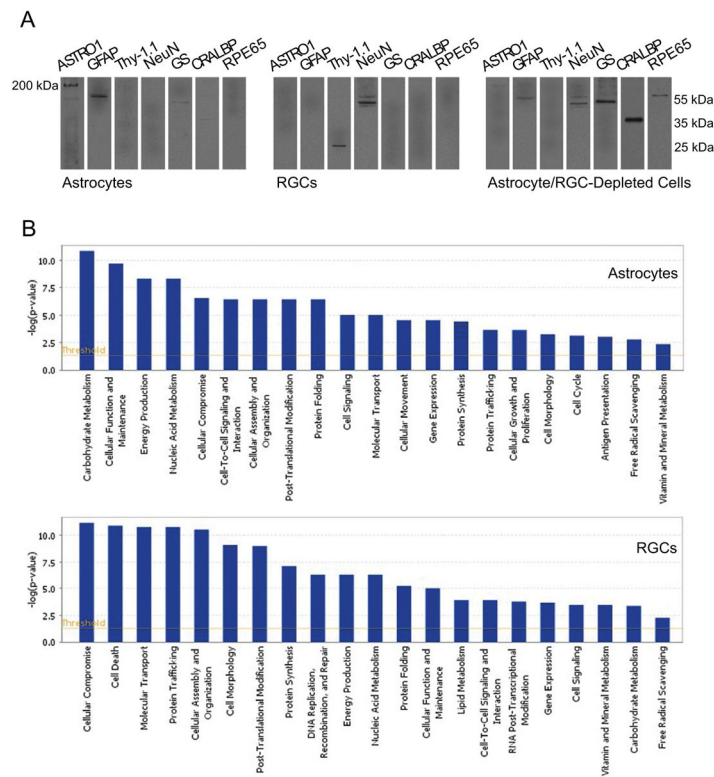 A
ASTRO1 GFAP Thy-1.1 NeuN GS CRALBP RPE65
ASTRO1 GFAP Thy-1.1 NeuN GS CRALBP RPE65
ASTRO1 GFAP Thy-1.1 NeuN GS CRALBP RPE65
200 kDa
55 kDa
35 kDa
25 kDa
Astrocytes
RGCs
Astrocyte/RGC-Depleted Cells
B
Astrocytes
-log(p-value)
10.0
7.5
5.0
2.5
0.0
Threshold
Carbohydrate Metabolism
Cellular Function and
Maintenance
Energy Production
Nucleic Acid Metabolism
Cellular Compromise
Cell-To-Cell Signaling and
Interaction
Cellular Assembly and
Organization
Post-Translational Modification
Protein Folding
Cell Signaling
Molecular Transport
Cellular Movement
Gene Expression
Protein Synthesis
Protein Trafficking
Cellular Growth and
Proliferation
Cell Morphology
Cell Cycle
Antigen Presentation
Free Radical Scavenging
Vitamin and Mineral Metabolism
RGCs
-log(p-value)
10.0
7.5
5.0
2.5
0.0
Threshold
Cellular Compromise
Cell Death
Molecular Transport
Protein Trafficking
Cellular Assembly and
Organization
Cell Morphology
Post-Translational Modification
Protein Synthesis
DNA Replication,
Recombination, and Repair
Energy Production
Nucleic Acid Metabolism
Protein Folding
Cellular Function and
Maintenance
Lipid Metabolism
Cell-To-Cell Signaling and
Interaction
RNA Post-Transcriptional
Modification
Gene Expression
Cell Signaling
Vitamin and Mineral Metabolism
Carbohydrate Metabolism
Free Radical Scavenging